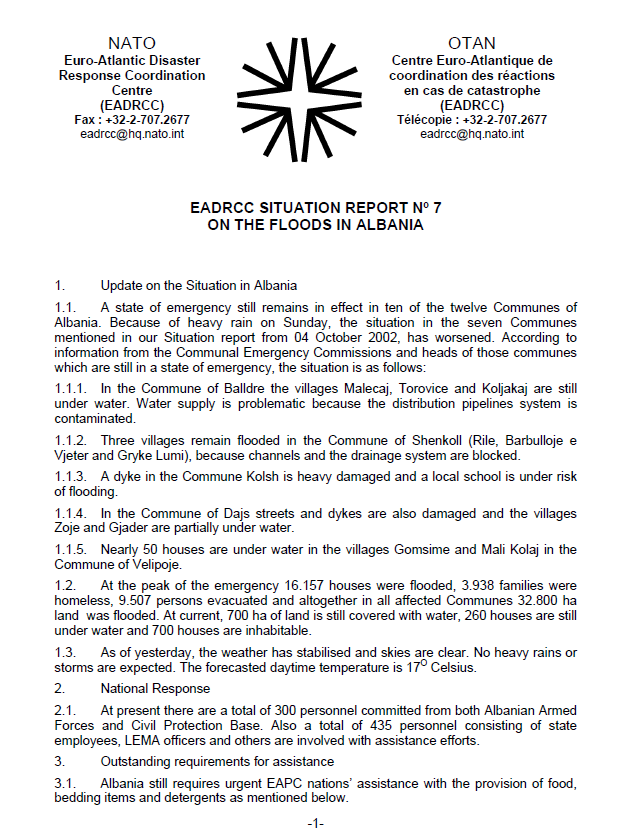 NATO
Euro-Atlantic Disaster
Response Coordination
Centre
(EADRCC)
Fax : +32-2-707.2677
eadrcc@hq.nato.int
OTAN
Centre Euro-Atlantique de
coordination des réactions
en cas de catastrophe
(EADRCC)
Télécopie : +32-2-707.2677
eadrcc@hq.nato.int
EADRCC SITUATION REPORT Nº 7
ON THE FLOODS IN ALBANIA
1. Update on the Situation in Albania
1.1. A state of emergency still remains in effect in ten of the twelve Communes of
Albania. Because of heavy rain on Sunday, the situation in the seven Communes
mentioned in our Situation report from 04 October 2002, has worsened. According to
information from the Communal Emergency Commissions and heads of those communes
which are still in a state of emergency, the situation is as follows:
1.1.1. In the Commune of Balldre the villages Malecaj, Torovice and Koljakaj are still
under water. Water supply is problematic because the distribution pipelines system is
contaminated.
1.1.2. Three villages remain flooded in the Commune of Shenkoll (Rile, Barbulloje e
Vjeter and Gryke Lumi), because channels and the drainage system are blocked.
1.1.3. A dyke in the Commune Kolsh is heavy damaged and a local school is under risk
of flooding.
1.1.4. In the Commune of Dajs streets and dykes are also damaged and the villages
Zoje and Gjader are partially under water.
1.1.5. Nearly 50 houses are under water in the villages Gomsime and Mali Kolaj in the
Commune of Velipoje.
1.2. At the peak of the emergency 16.157 houses were flooded, 3.938 families were
homeless, 9.507 persons evacuated and altogether in all affected Communes 32.800 ha
land was flooded. At current, 700 ha of land is still covered with water, 260 houses are still
under water and 700 houses are inhabitable.
1.3. As of yesterday, the weather has stabilised and skies are clear. No heavy rains or
storms are expected. The forecasted daytime temperature is 17º Celsius.
2. National Response
2.1. At present there are a total of 300 personnel committed from both Albanian Armed
Forces and Civil Protection Base. Also a total of 435 personnel consisting of state
employees, LEMA officers and others are involved with assistance efforts.
3. Outstanding requirements for assistance
3.1. Albania still requires urgent EAPC nations' assistance with the provision of food,
bedding items and detergents as mentioned below.
-1-